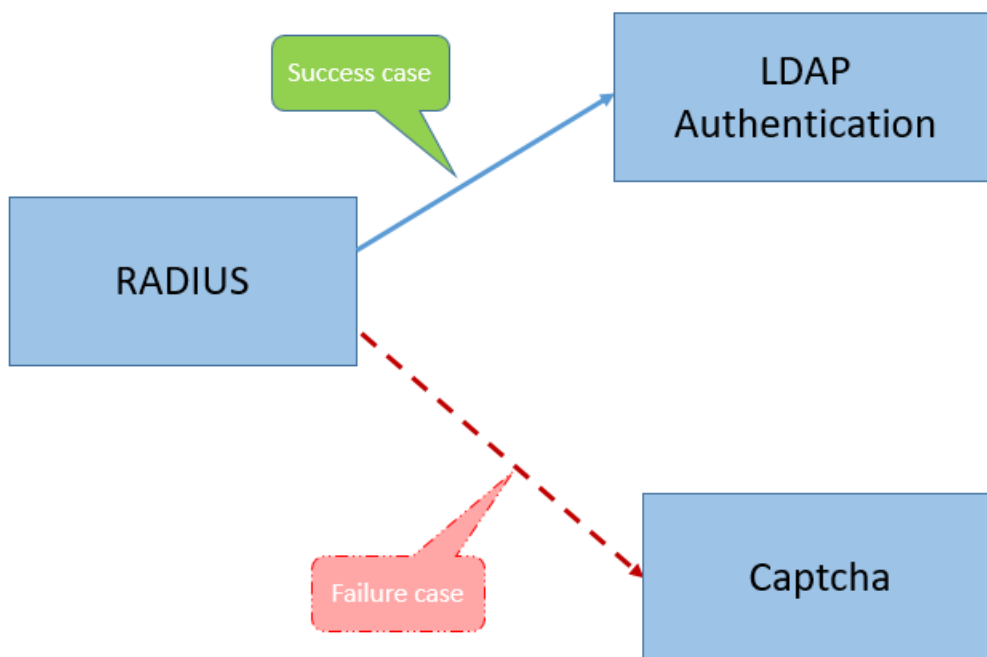 Success case
LDAP
Authentication
RADIUS
Failure case
Captcha